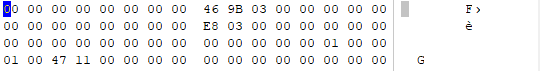 00 00 00 00 00 00 00 00 46 9B 03 00 00 00 00 00 F›
00 00 00 00 00 00 00 00 E8 03 00 00 00 00 00 00 è
00 00 00 00 00 00 00 00 00 00 00 00 00 01 00 00
01 00 47 11 00 00 00 00 00 00 00 00 00 00 00 00 G